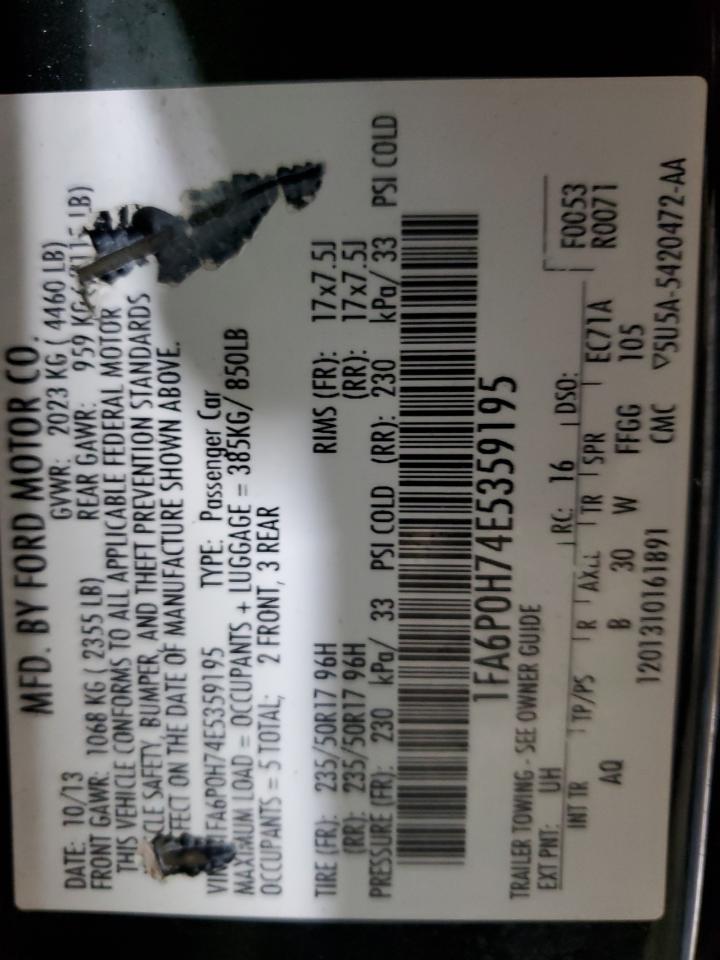 MFD. BY FORD MOTOR CO.
DATE: 10/13 GVWR: 2023 KG ( 4460 LB)
FRONT GAWR: 1068 KG ( 2355 LB) REAR GAWR: 959 KG LB)
THIS VEHICLE CONFORMS TO ALL APPLICABLE FEDERAL MOTOR
CLE SAFETY, BUMPER, AND THEFT PREVENTION STANDARDS
FECT ON THE DATE OF MANUFACTURE SHOWN ABOVE.
VIN: 1FA6P0H74E5359195 TYPE: Passenger Car
MAXIMUM LOAD = OCCUPANTS + LUGGAGE = 385KG/ 850LB
OCCUPANTS = 5 TOTAL; 2 FRONT, 3 REAR
TIRE (FR): 235/50R17 96H RIMS (FR): 17x7.5J
(RR): 235/50R17 96H (RR): 17x7.5J
PRESSURE (FR): 230 kPa/ 33 PSI COLD (RR): 230 kPa/ 33 PSI COLD
1FA6P0H74E5359195
TRAILER TOWING - SEE OWNER GUIDE
EXT PNT: UH RC: 16 DSO: F0053
R0071
INT TR TP/PS R AXLE TR SPR EC71A
AQ B 30 W FFGG 105
1201310161891 CMC ▽5U5A-5420472-AA